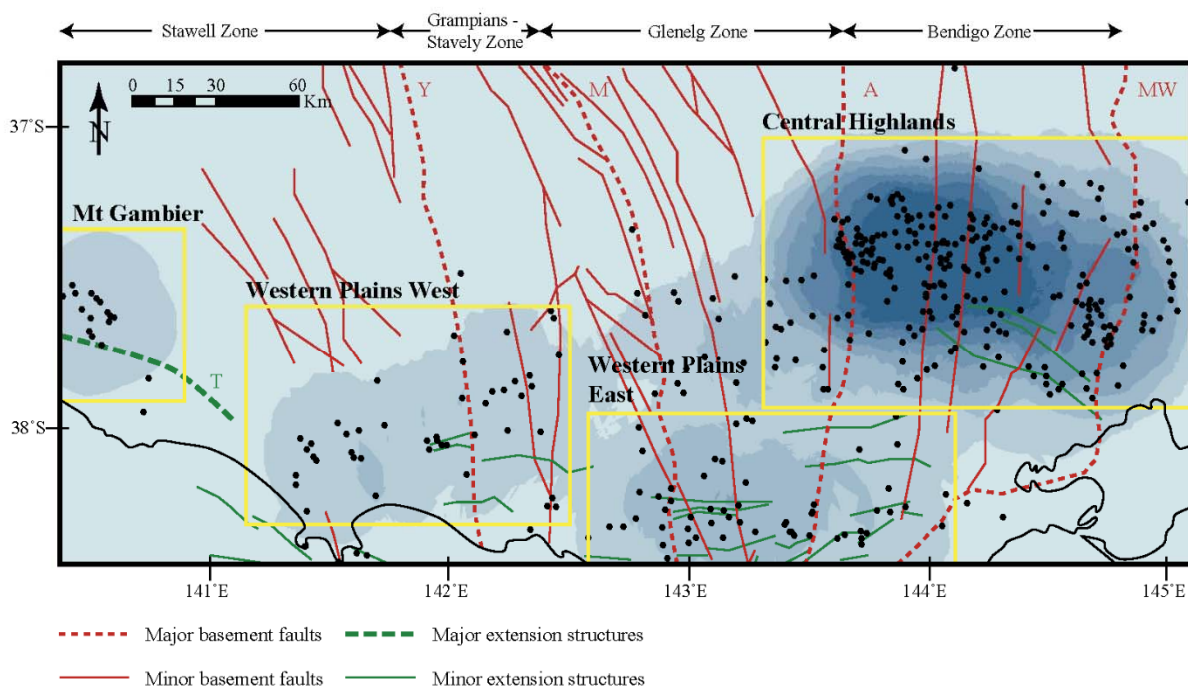 Stawell Zone
Grampians -
Stavely Zone
Glenelg Zone
Bendigo Zone
0 15 30 60
Km
N
Y
M
A
MW
37°S
Central Highlands
Mt Gambier
Western Plains West
Western Plains
East
T
38°S
141°E
142°E
143°E
144°E
145°E
Major basement faults
Major extension structures
Minor basement faults
Minor extension structures